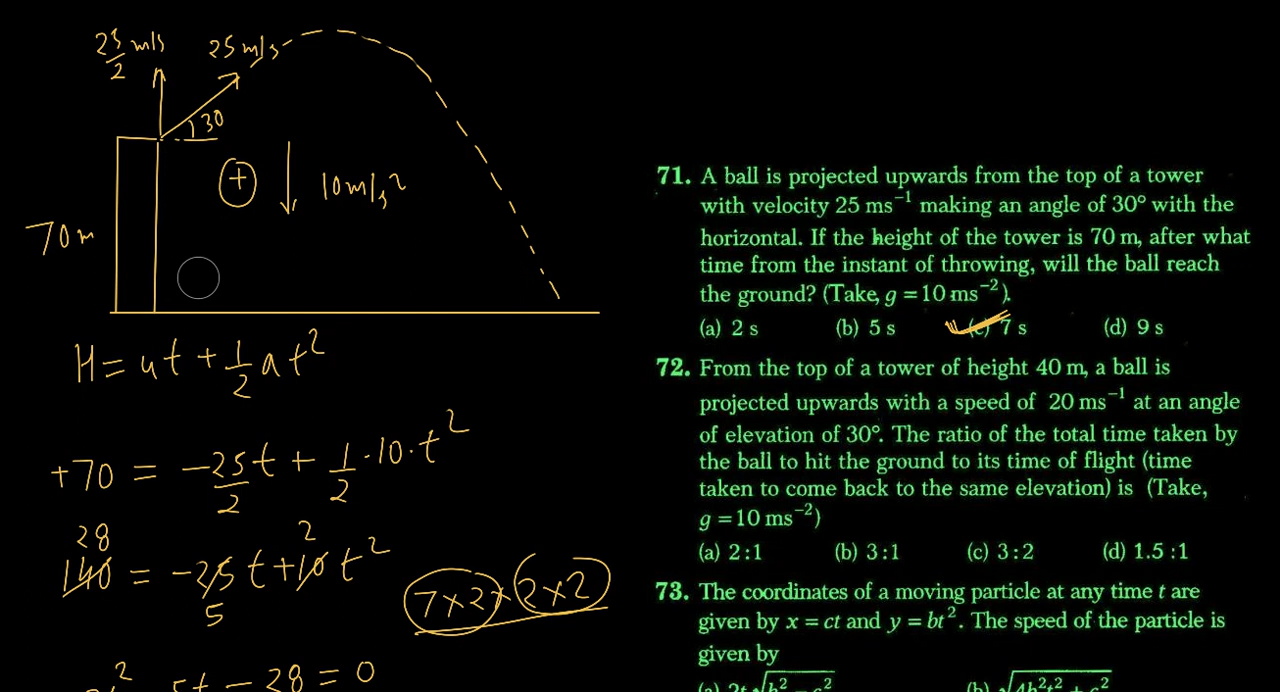 25/2 m/s
25 m/s
30
+
10 m/s²
70 m
H = ut + 1/2 at²
+70 = -25/2 t + 1/2 · 10 · t²
28 2
140 = -25 t + 10 t²
5
7×2 × 2×2
5t - 28 = 0
71. A ball is projected upwards from the top of a tower
with velocity 25 ms⁻¹ making an angle of 30° with the
horizontal. If the height of the tower is 70 m, after what
time from the instant of throwing, will the ball reach
the ground? (Take, g = 10 ms⁻²).
(a) 2 s (b) 5 s (c) 7 s (d) 9 s
72. From the top of a tower of height 40 m, a ball is
projected upwards with a speed of 20 ms⁻¹ at an angle
of elevation of 30°. The ratio of the total time taken by
the ball to hit the ground to its time of flight (time
taken to come back to the same elevation) is (Take,
g = 10 ms⁻²)
(a) 2:1 (b) 3:1 (c) 3:2 (d) 1.5:1
73. The coordinates of a moving particle at any time t are
given by x = ct and y = bt². The speed of the particle is
given by